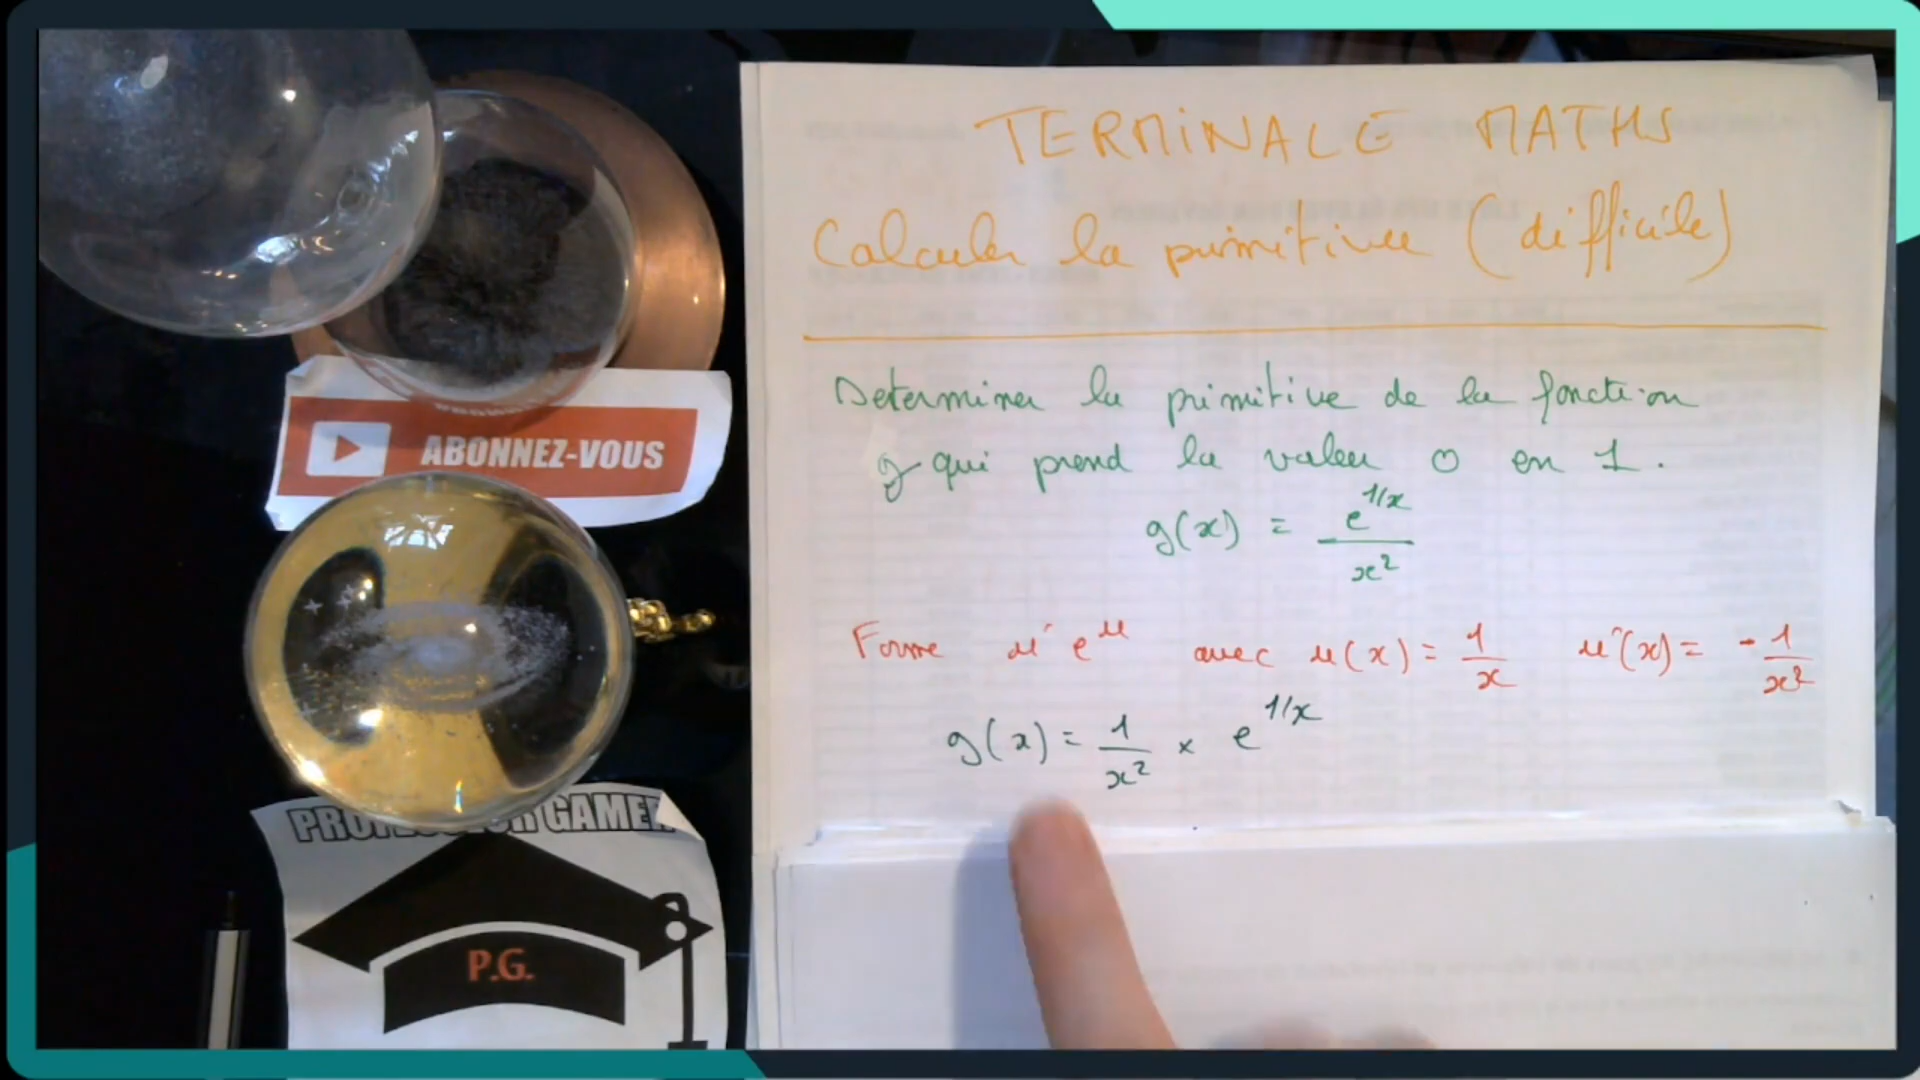 TERMINALE MATHS
Calculer la primitive (difficile)
Determiner la primitive de la fonction
g qui prend la valeur 0 en 1.
g(x) = e^{1/x} / x²
Forme u' e^u avec u(x) = 1/x u'(x) = - 1/x²
g(x) = 1/x² × e^{1/x}
ABONNEZ-VOUS
GAMER
P.G.